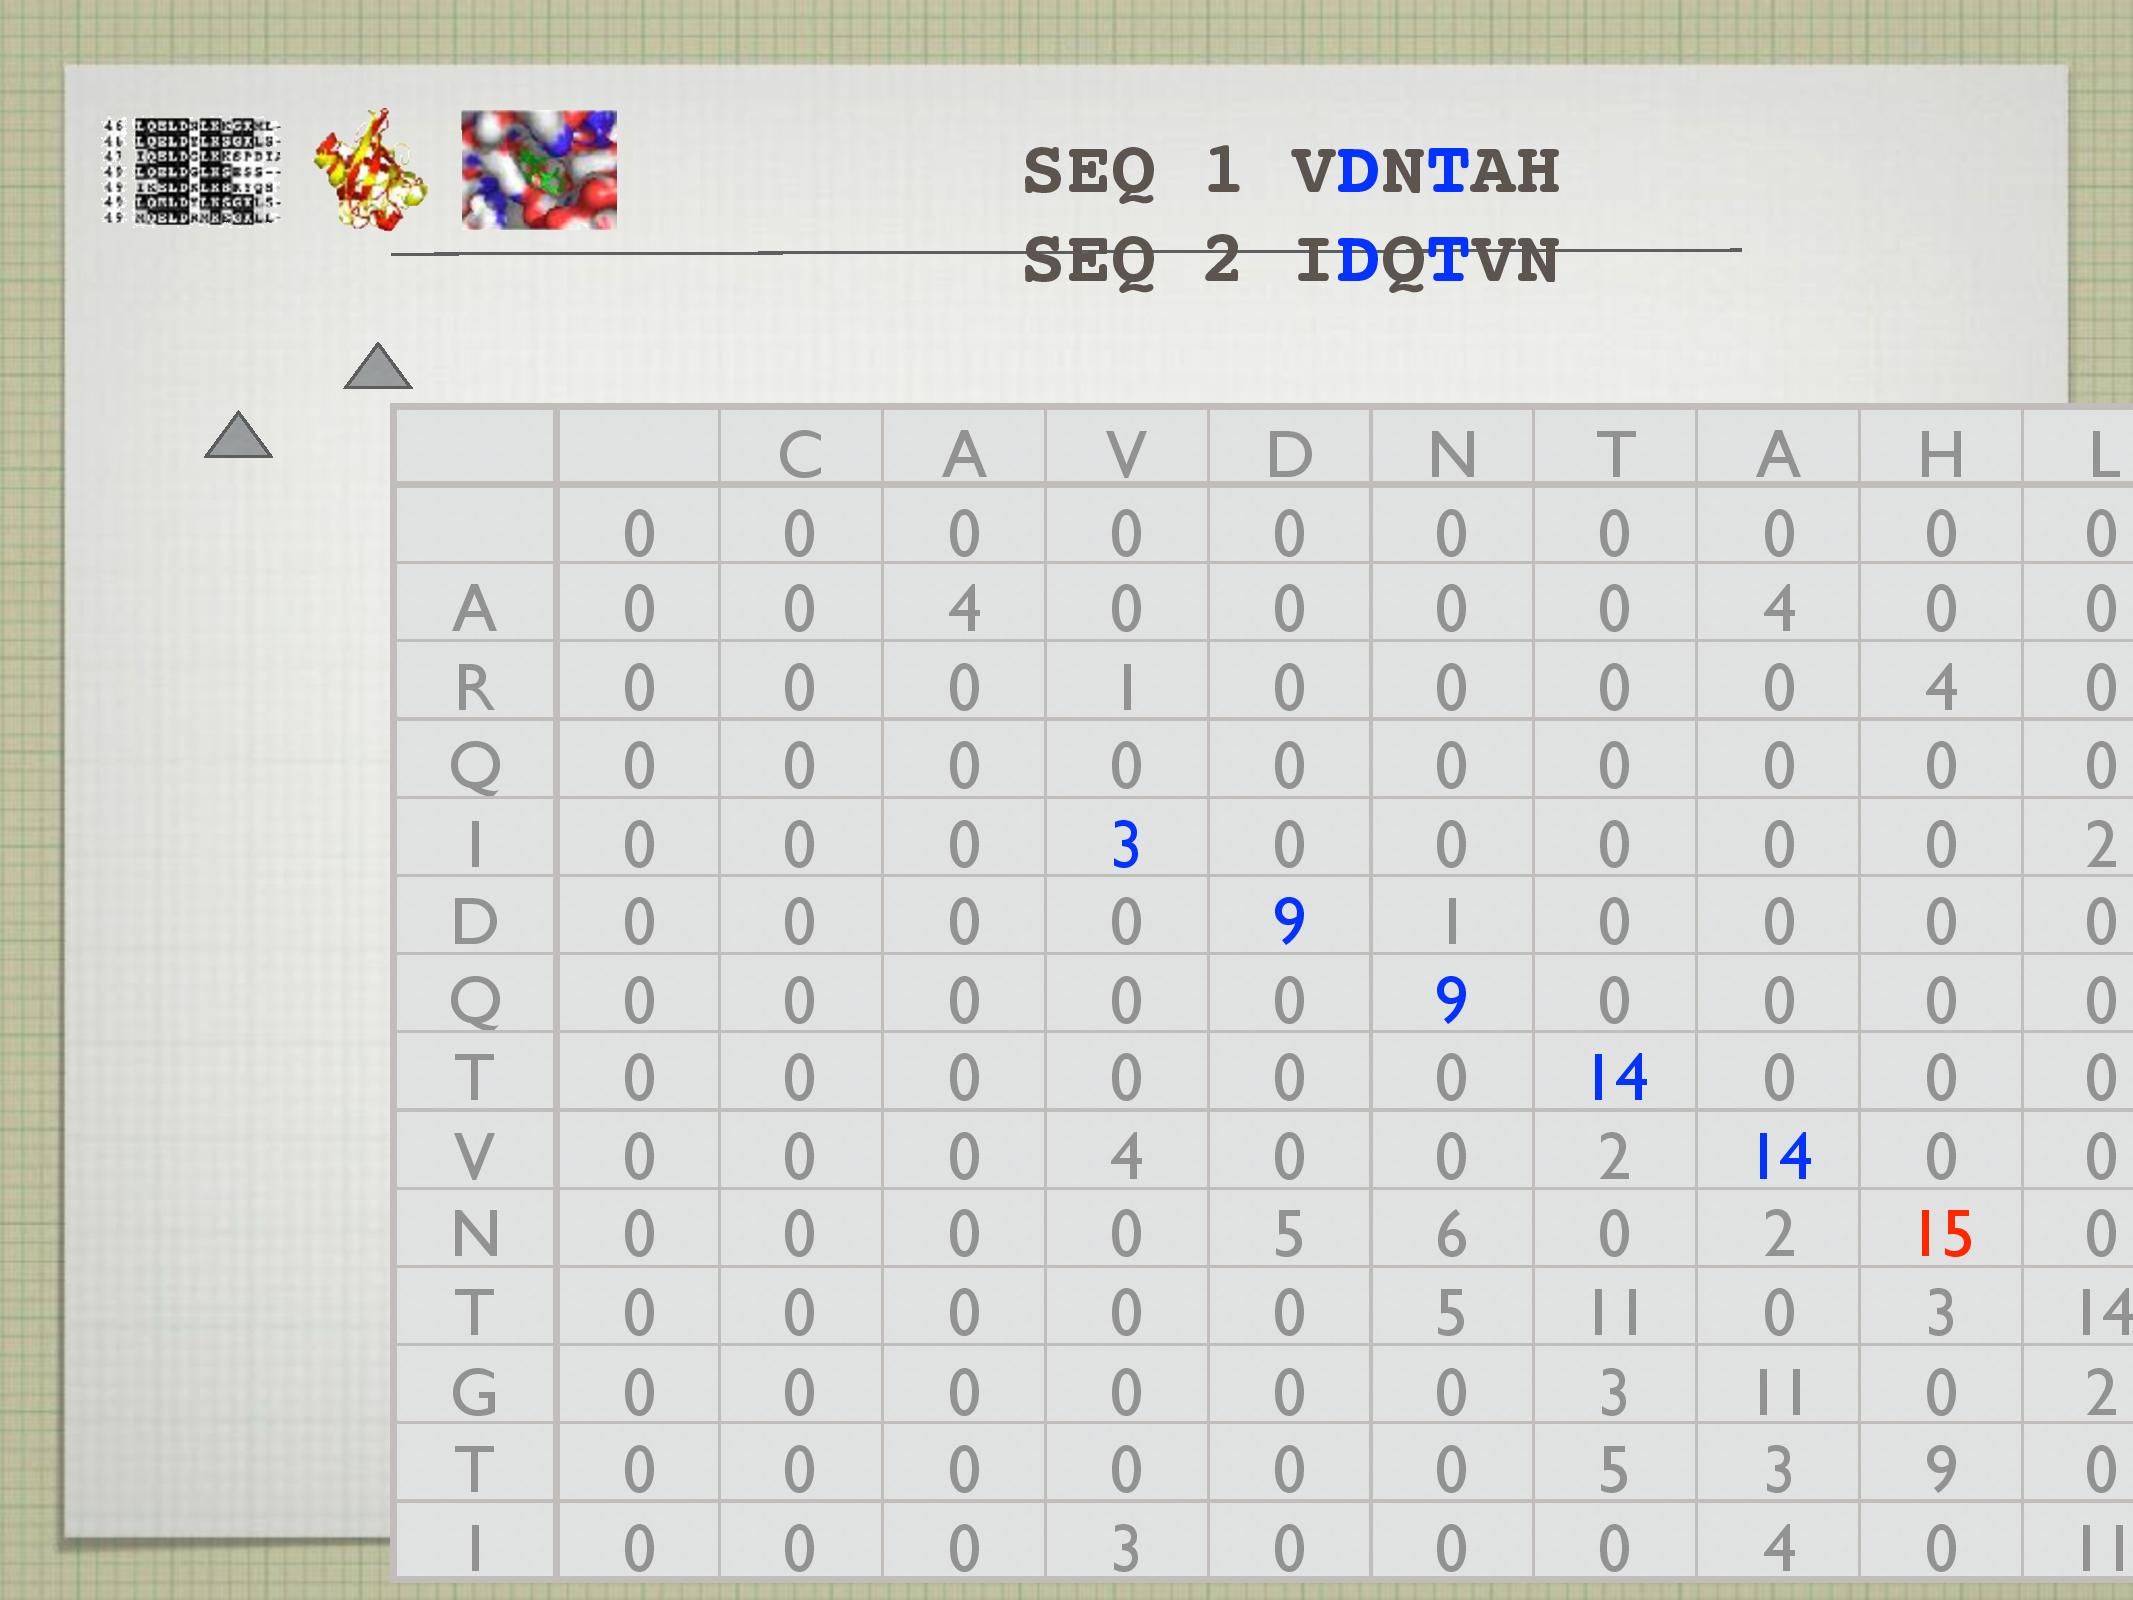 SEQ 1 VDNTAH
SEQ 2 IDQTVN
C A V D N T A H L
0 0 0 0 0 0 0 0 0 0
A 0 0 4 0 0 0 0 4 0 0
R 0 0 0 1 0 0 0 0 4 0
Q 0 0 0 0 0 0 0 0 0 0
I 0 0 0 3 0 0 0 0 0 2
D 0 0 0 0 9 1 0 0 0 0
Q 0 0 0 0 0 9 0 0 0 0
T 0 0 0 0 0 0 14 0 0 0
V 0 0 0 4 0 0 2 14 0 0
N 0 0 0 0 5 6 0 2 15 0
T 0 0 0 0 0 5 11 0 3 14
G 0 0 0 0 0 0 3 11 0 2
T 0 0 0 0 0 0 5 3 9 0
I 0 0 0 3 0 0 0 4 0 11